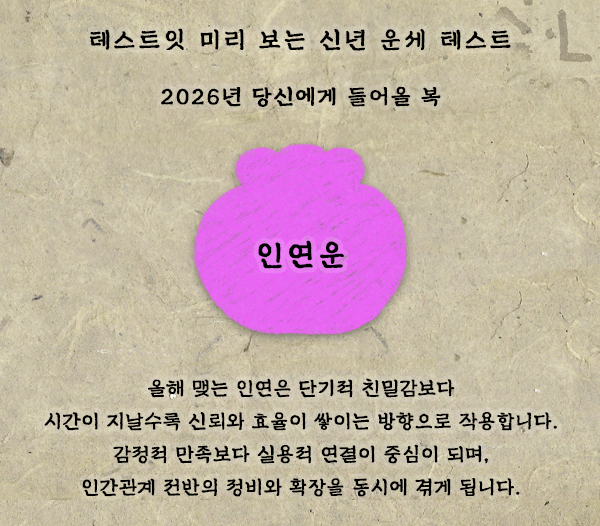 테스트잇 미리 보는 신년 운세 테스트
2026년 당신에게 들어올 복
인연운
올해 맺는 인연은 단기적 친밀감보다
시간이 지날수록 신뢰와 효율이 쌓이는 방향으로 작용합니다.
감정적 만족보다 실용적 연결이 중심이 되며,
인간관계 전반의 정비와 확장을 동시에 겪게 됩니다.